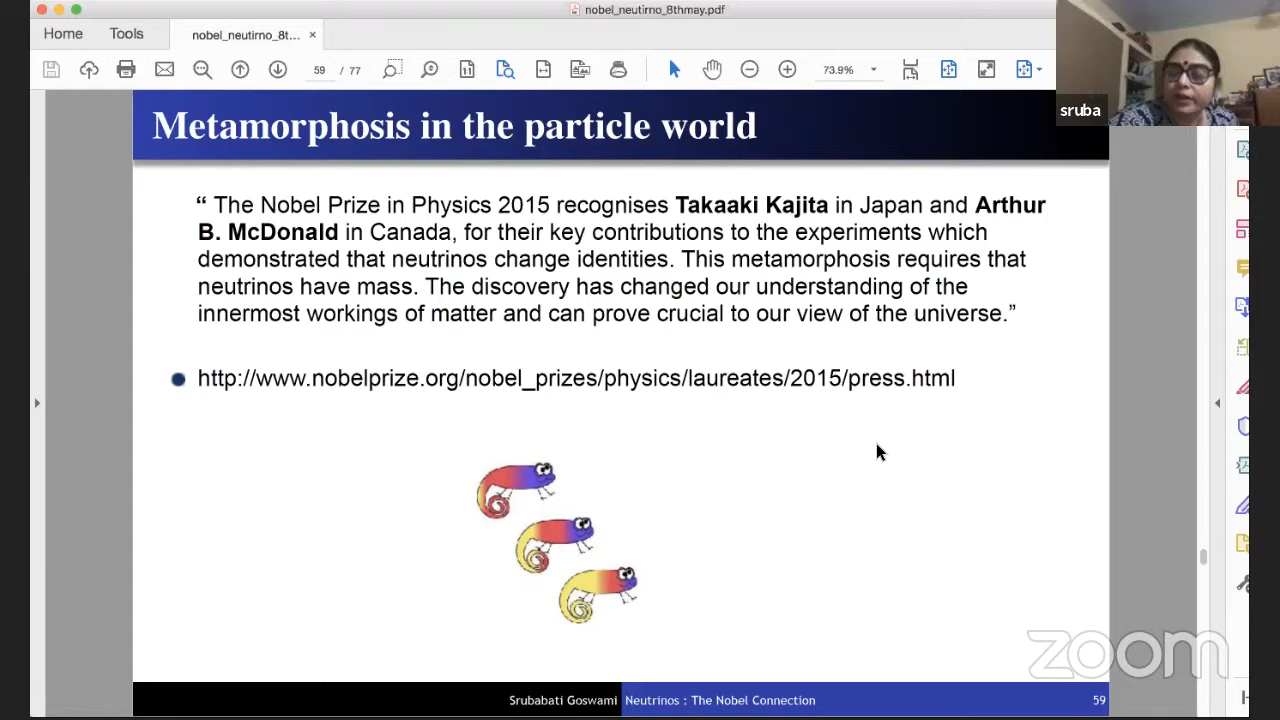 nobel_neutirno_8thmay.pdf
Home
Tools
nobel_neutirno_8t...
59 / 77
73.9%
sruba
Metamorphosis in the particle world
“ The Nobel Prize in Physics 2015 recognises Takaaki Kajita in Japan and Arthur
B. McDonald in Canada, for their key contributions to the experiments which
demonstrated that neutrinos change identities. This metamorphosis requires that
neutrinos have mass. The discovery has changed our understanding of the
innermost workings of matter and can prove crucial to our view of the universe.”
http://www.nobelprize.org/nobel_prizes/physics/laureates/2015/press.html
zoom
Srubabati Goswami
Neutrinos : The Nobel Connection
59